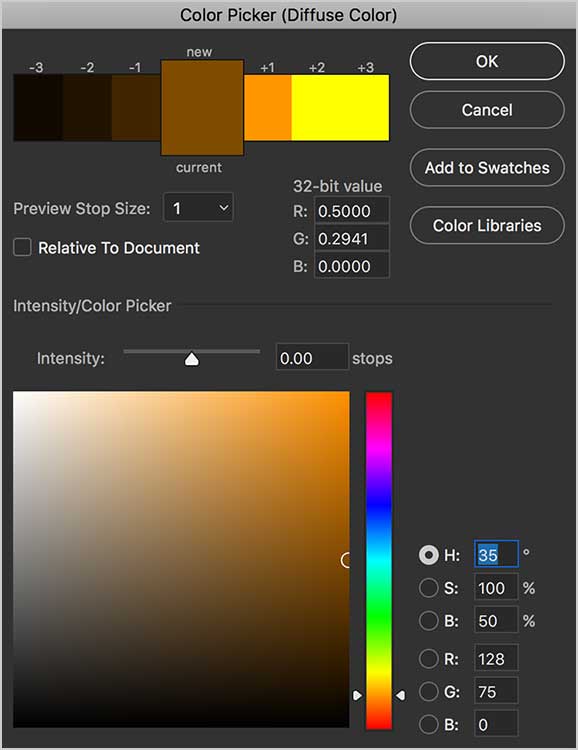 Color Picker (Diffuse Color)
new
-3 -2 -1 +1 +2 +3
current
OK
Cancel
Add to Swatches
Color Libraries
Preview Stop Size: 1
Relative To Document
32-bit value
R: 0.5000
G: 0.2941
B: 0.0000
Intensity/Color Picker
Intensity: 0.00 stops
H: 35 °
S: 100 %
B: 50 %
R: 128
G: 75
B: 0